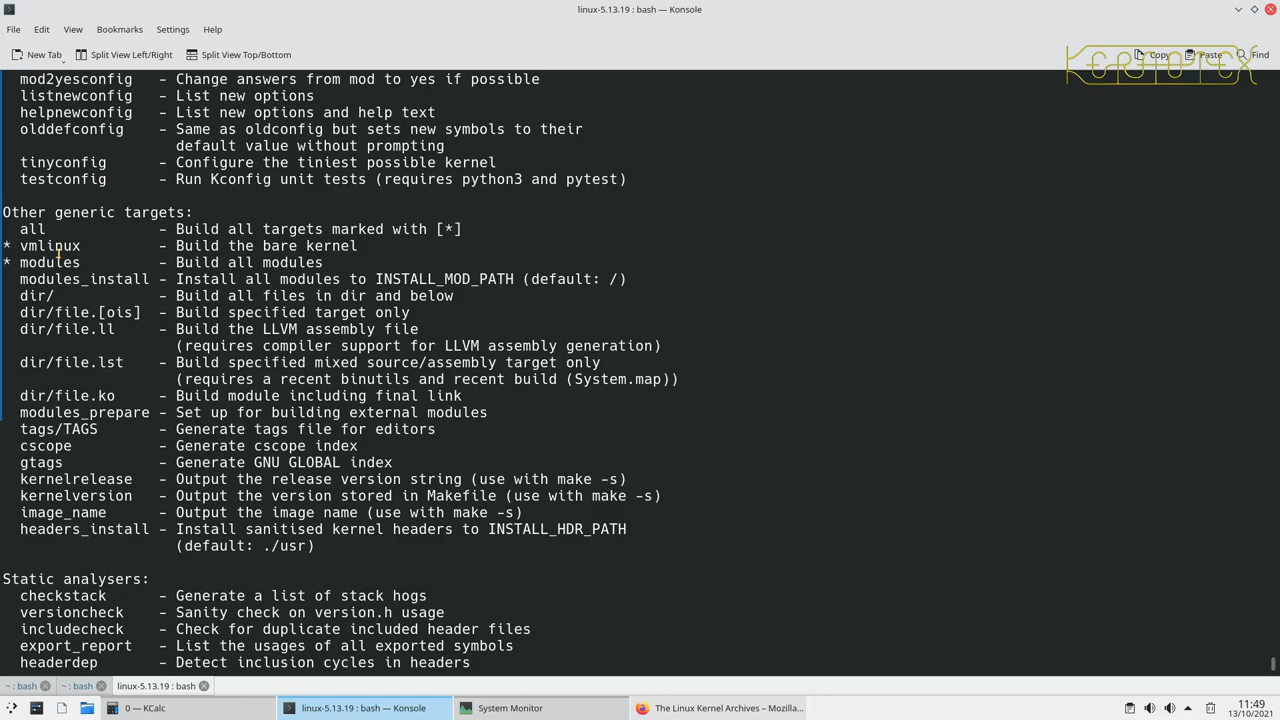 linux-5.13.19 : bash — Konsole
File Edit View Bookmarks Settings Help
New Tab Split View Left/Right Split View Top/Bottom Copy Paste Find
mod2yesconfig - Change answers from mod to yes if possible
listnewconfig - List new options
helpnewconfig - List new options and help text
olddefconfig - Same as oldconfig but sets new symbols to their
default value without prompting
tinyconfig - Configure the tiniest possible kernel
testconfig - Run Kconfig unit tests (requires python3 and pytest)
Other generic targets:
all - Build all targets marked with [*]
* vmlinux - Build the bare kernel
* modules - Build all modules
modules_install - Install all modules to INSTALL_MOD_PATH (default: /)
dir/ - Build all files in dir and below
dir/file.[ois] - Build specified target only
dir/file.ll - Build the LLVM assembly file
(requires compiler support for LLVM assembly generation)
dir/file.lst - Build specified mixed source/assembly target only
(requires a recent binutils and recent build (System.map))
dir/file.ko - Build module including final link
modules_prepare - Set up for building external modules
tags/TAGS - Generate tags file for editors
cscope - Generate cscope index
gtags - Generate GNU GLOBAL index
kernelrelease - Output the release version string (use with make -s)
kernelversion - Output the version stored in Makefile (use with make -s)
image_name - Output the image name (use with make -s)
headers_install - Install sanitised kernel headers to INSTALL_HDR_PATH
(default: ./usr)
Static analysers:
checkstack - Generate a list of stack hogs
versioncheck - Sanity check on version.h usage
includecheck - Check for duplicate included header files
export_report - List the usages of all exported symbols
headerdep - Detect inclusion cycles in headers
~ : bash ~ : bash linux-5.13.19 : bash
0 — KCalc linux-5.13.19 : bash — Konsole System Monitor The Linux Kernel Archives – Mozilla... 11:49
13/10/2021